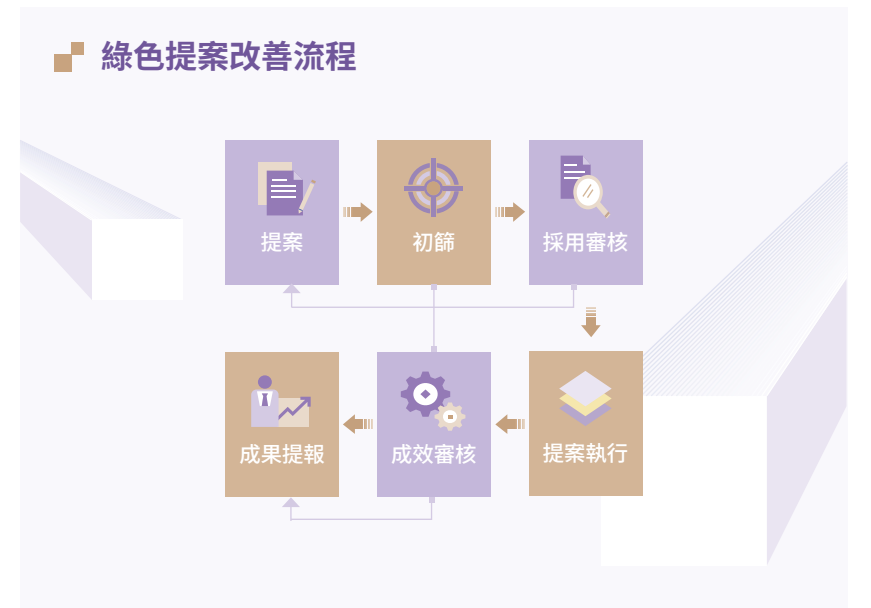 綠色提案改善流程
提案
初篩
採用審核
成果提報
成效審核
提案執行